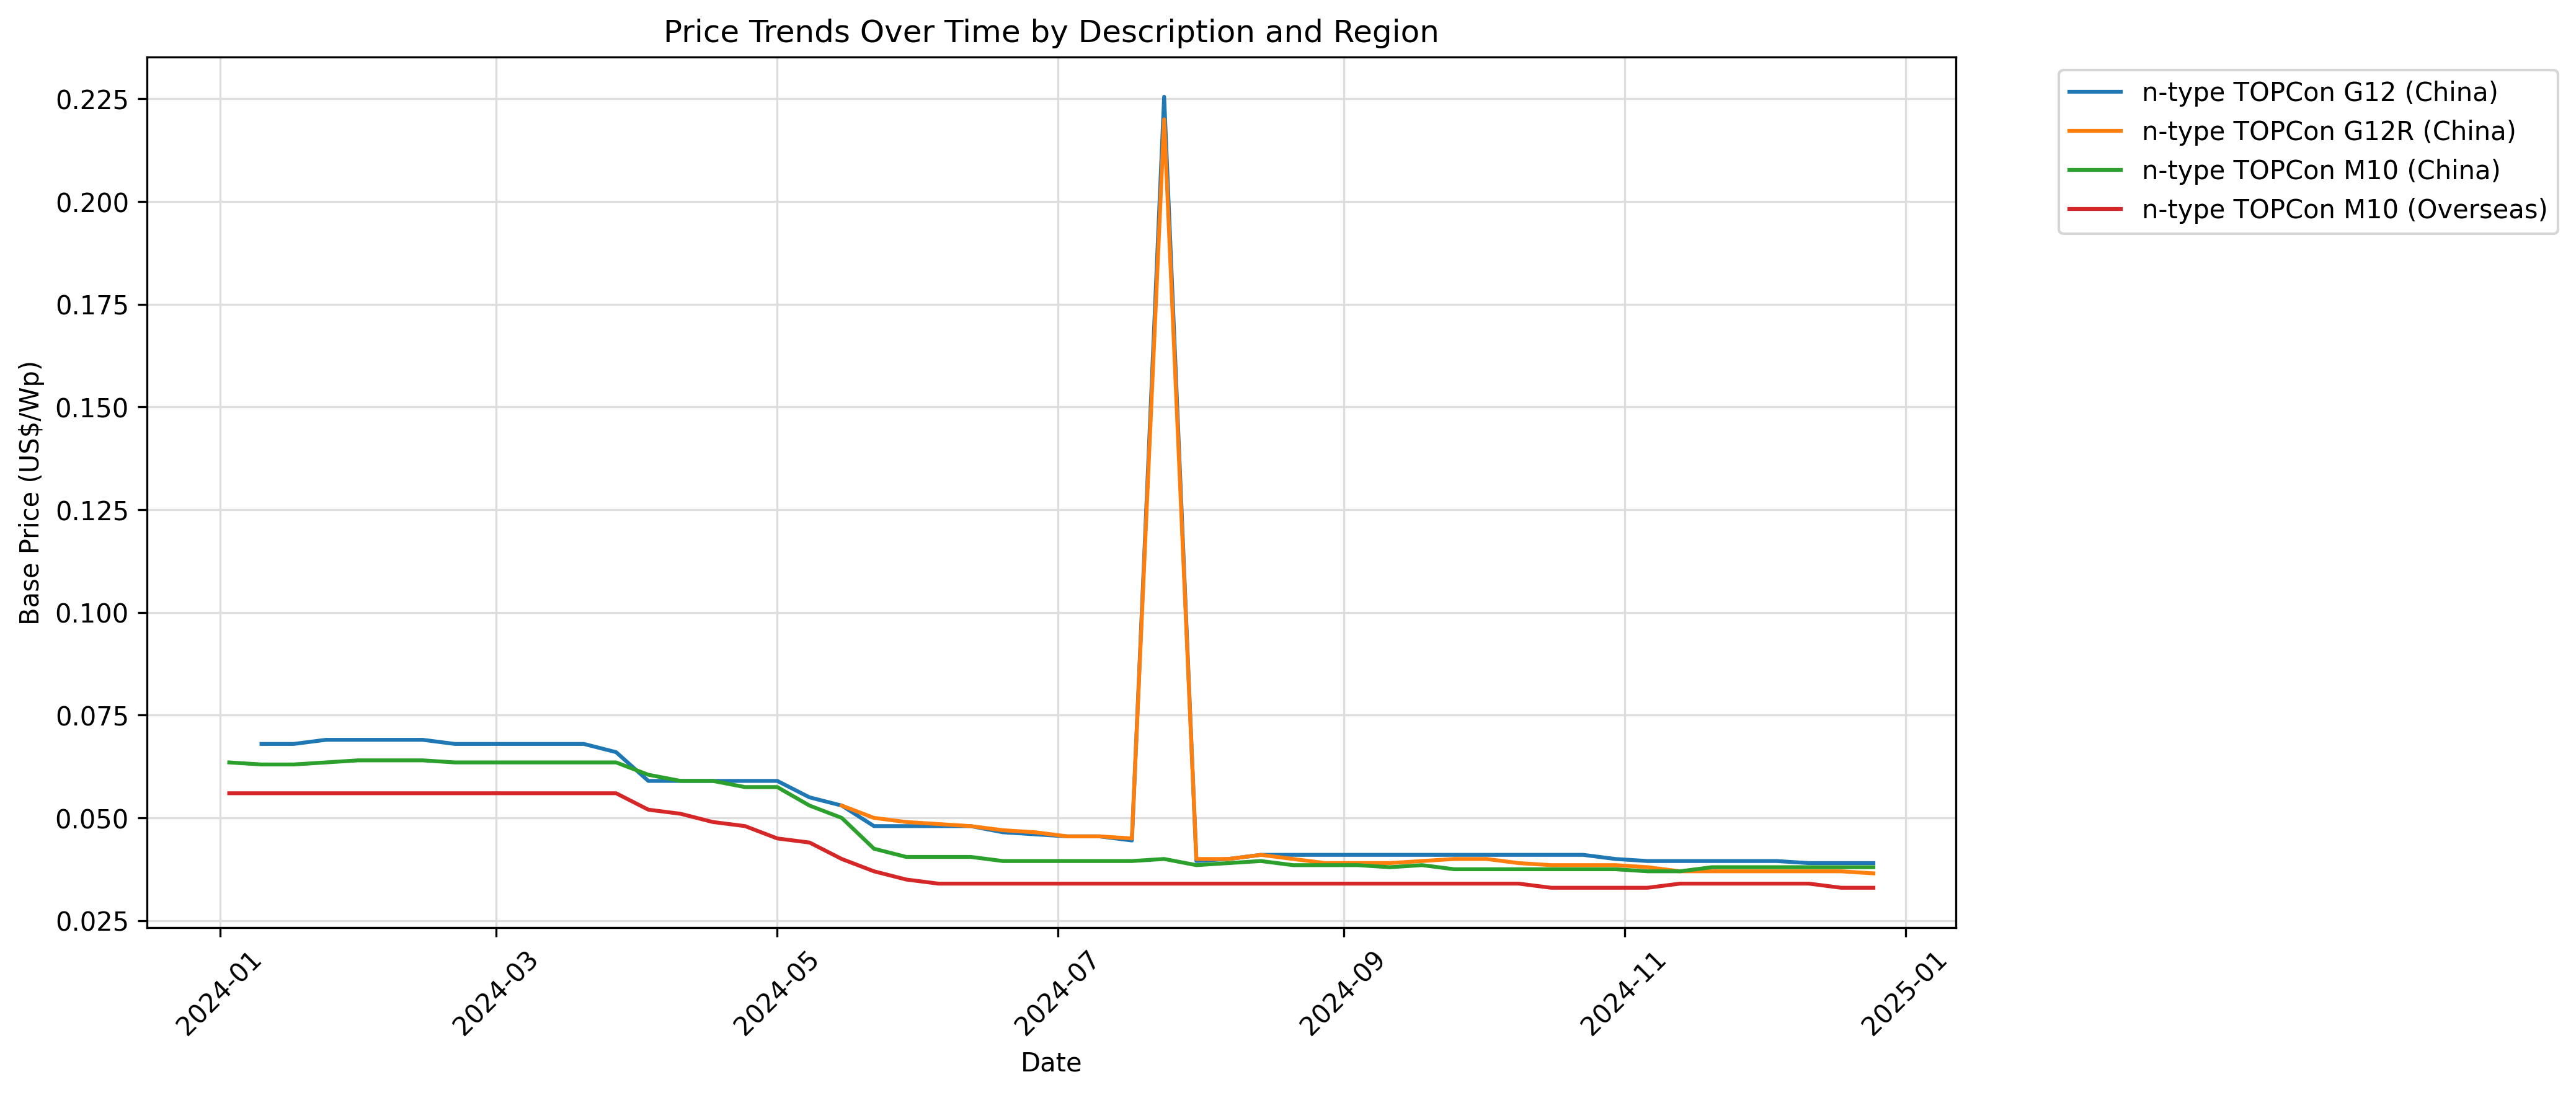 Price Trends Over Time by Description and Region
Base Price (US$/Wp)
0.225
0.200
0.175
0.150
0.125
0.100
0.075
0.050
0.025
2024-01
2024-03
2024-05
2024-07
2024-09
2024-11
2025-01
Date
n-type TOPCon G12 (China)
n-type TOPCon G12R (China)
n-type TOPCon M10 (China)
n-type TOPCon M10 (Overseas)